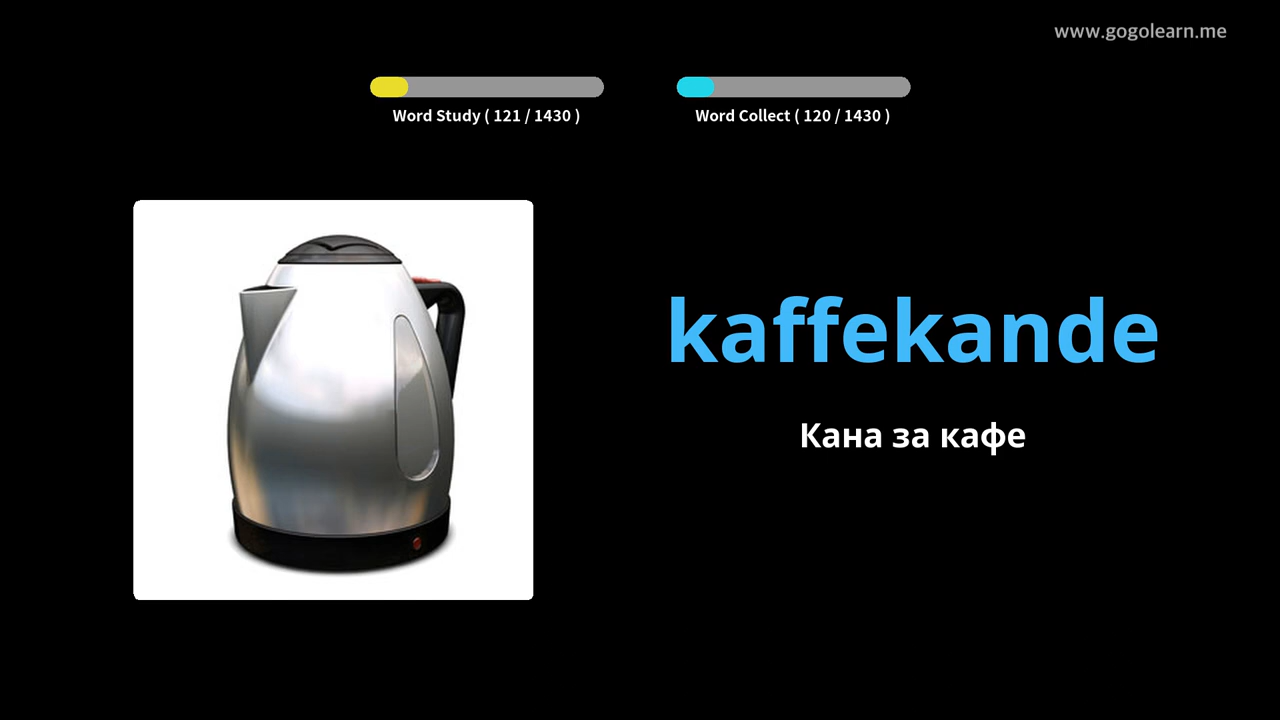 www.gogolearn.me
Word Study ( 121 / 1430 )
Word Collect ( 120 / 1430 )
kaffekande
Кана за кафе